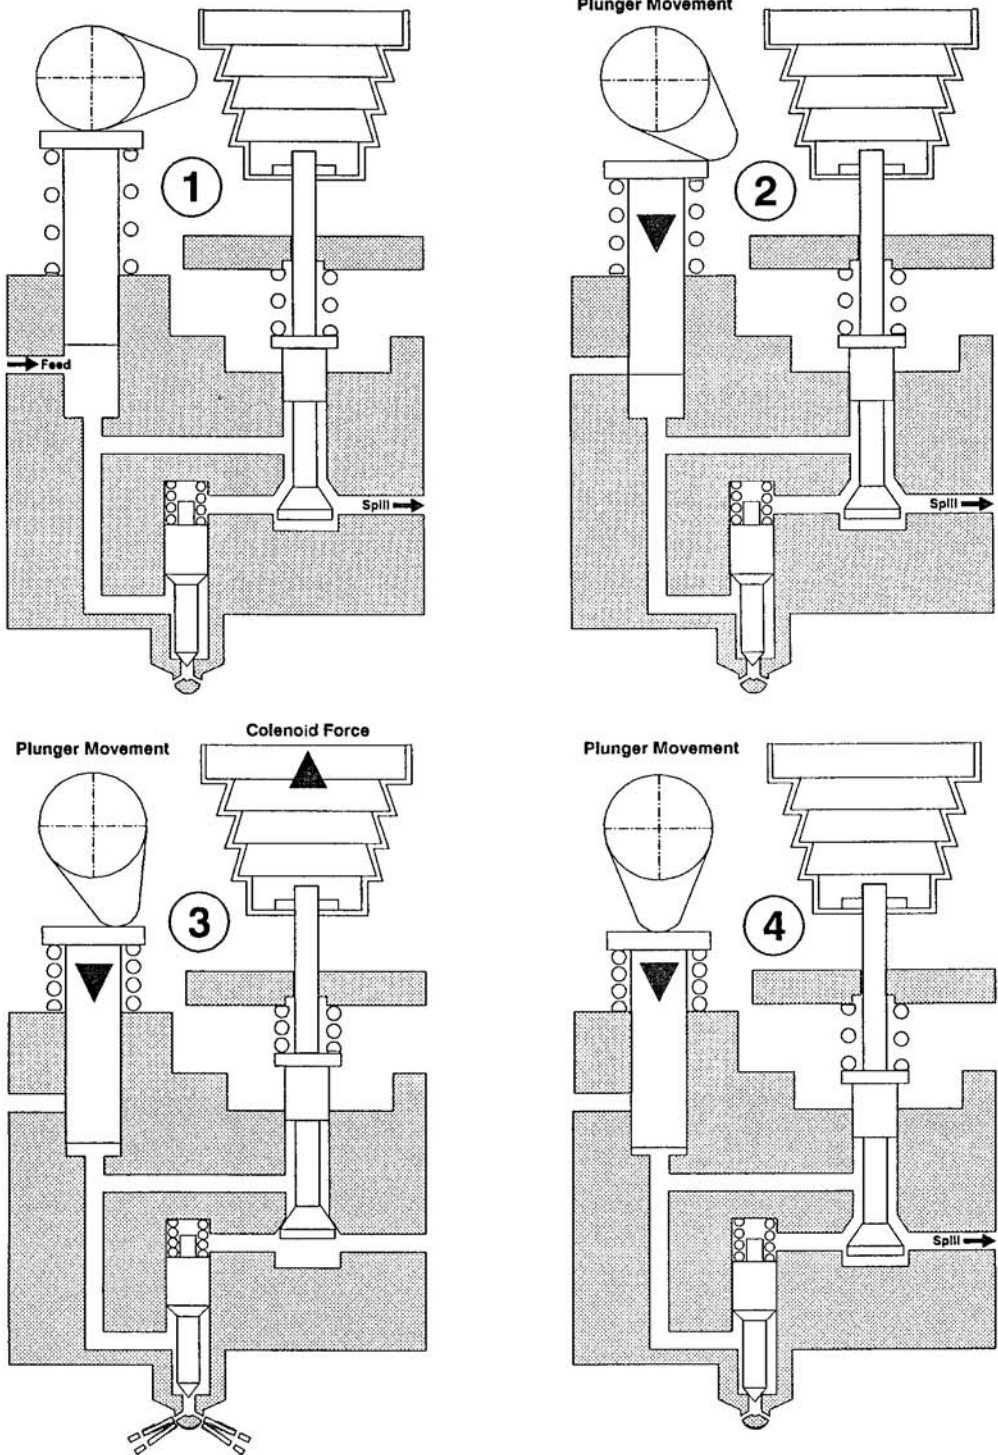 Plunger Movement
1
2
Feed
Spill
Spill
Colenoid Force
Plunger Movement
Plunger Movement
3
4
Spill